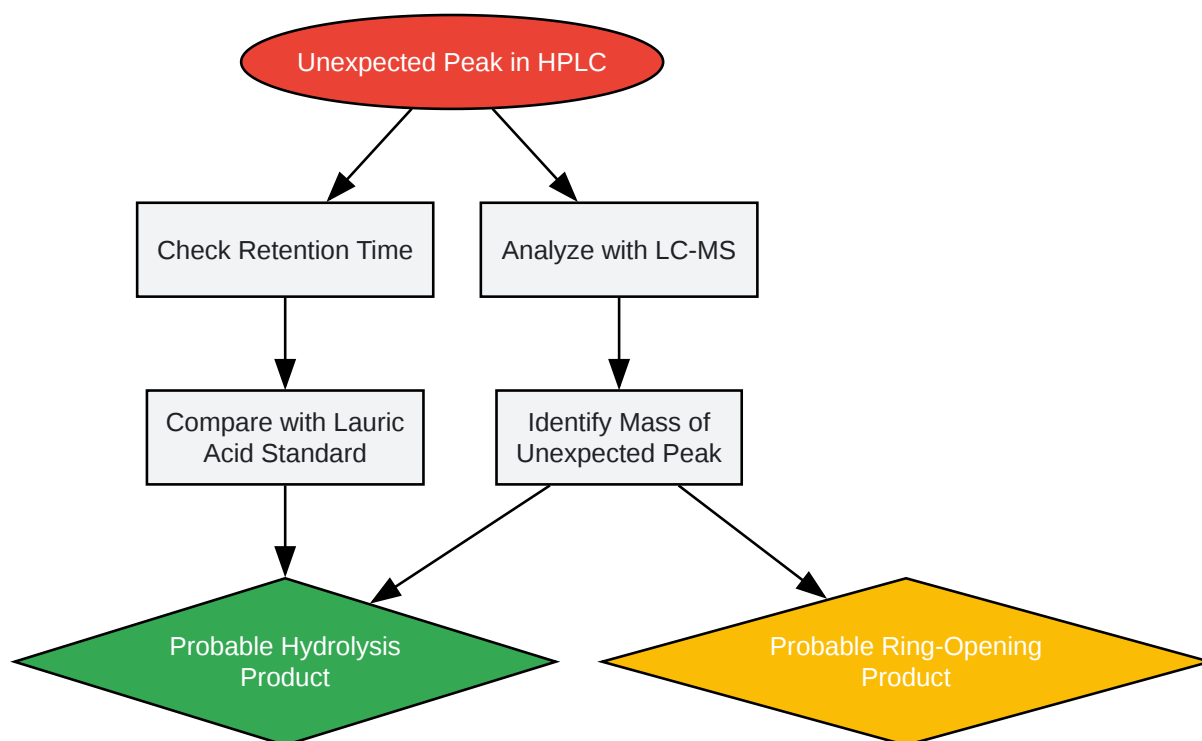 Unexpected Peak in HPLC
Check Retention Time
Analyze with LC-MS
Compare with Lauric
Acid Standard
Identify Mass of
Unexpected Peak
Probable Hydrolysis
Product
Probable Ring-Opening
Product